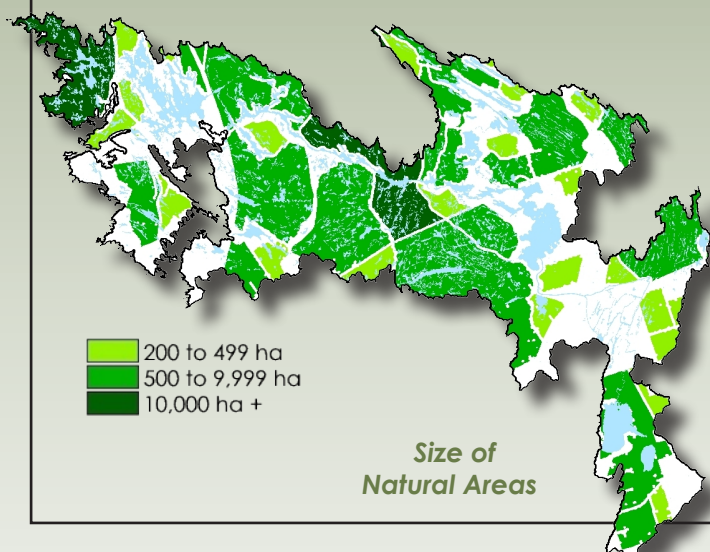 200 to 499 ha
500 to 9,999 ha
10,000 ha +
Size of
Natural Areas